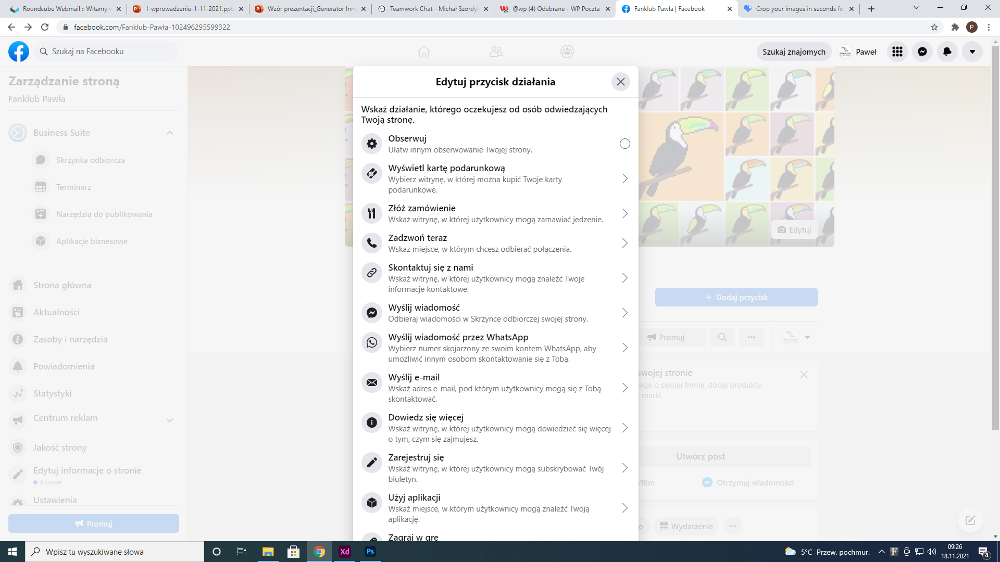 Roundcube Webmail :: Witamy w
1-wprowadzenie-1-11-2021.ppt
Wzór prezentacji_Generator Inno
Teamwork Chat - Michał Szordyk
@wp (4) Odebrane - WP Poczta
Fanklub Pawła | Facebook
Crop your images in seconds for
facebook.com/Fanklub-Pawła-102496295599322
P
Szukaj na Facebooku
Szukaj znajomych
Paweł
Zarządzanie stroną
Fanklub Pawła
Business Suite
Skrzynka odbiorcza
Terminarz
Narzędzia do publikowania
Aplikacje biznesowe
Strona główna
Aktualności
Zasoby i narzędzia
Powiadomienia
Statystyki
Centrum reklam
Jakość strony
Edytuj informacje o stronie
4 nowe
Ustawienia
Promuj
Edytuj przycisk działania
Wskaż działanie, którego oczekujesz od osób odwiedzających
Twoją stronę.
Obserwuj
Ułatw innym obserwowanie Twojej strony.
Wyświetl kartę podarunkową
Wybierz witrynę, w której można kupić Twoje karty
podarunkowe.
Złóż zamówienie
Wskaż witrynę, w której użytkownicy mogą zamawiać jedzenie.
Zadzwoń teraz
Wskaż miejsce, w którym chcesz odbierać połączenia.
Skontaktuj się z nami
Wskaż witrynę, w której użytkownicy mogą znaleźć Twoje
informacje kontaktowe.
Wyślij wiadomość
Odbieraj wiadomości w Skrzynce odbiorczej swojej strony.
Wyślij wiadomość przez WhatsApp
Wybierz numer skojarzony ze swoim kontem WhatsApp, aby
umożliwić innym osobom skontaktowanie się z Tobą.
Wyślij e-mail
Wskaż adres e-mail, pod którym użytkownicy mogą się z Tobą
skontaktować.
Dowiedz się więcej
Wskaż witrynę, w której użytkownicy mogą dowiedzieć się więcej
o tym, czym się zajmujesz.
Zarejestruj się
Wskaż witrynę, w której użytkownicy mogą subskrybować Twój
biuletyn.
Użyj aplikacji
Wskaż miejsce, w którym użytkownicy mogą znaleźć Twoją
aplikację.
Zagraj w grę
Edytuj
+ Dodaj przycisk
Promuj
swojej stronie
acje o swojej firmie, dodaj produkty,
marki.
Utwórz post
/film
Otrzymuj wiadomości
o
Wydarzenie
Wpisz tu wyszukiwane słowa
Xd
Ps
5°C Przew. pochmur.
F
09:26
18.11.2021
4